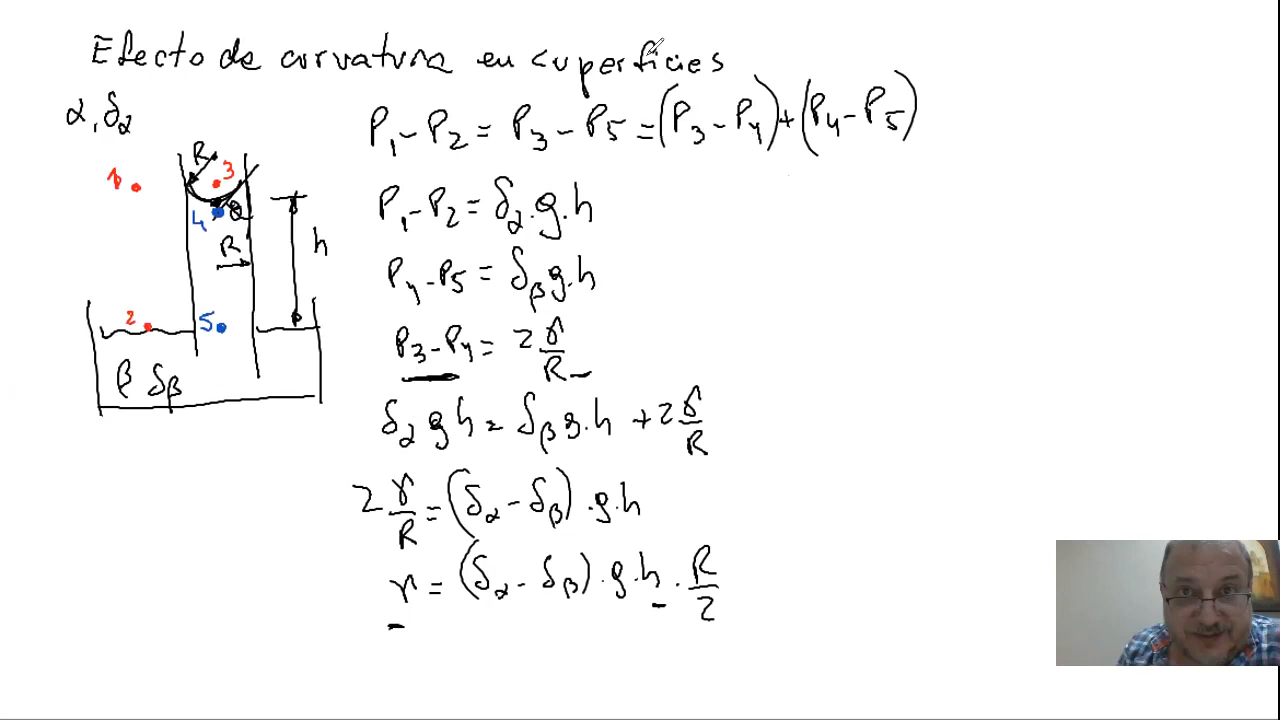 Efecto de curvatura en superficies
α, δα
P1 - P2 = P3 - P5 = (P3 - P4) + (P4 - P5)
P1 - P2 = δα · g · h
P4 - P5 = δβ g · h
P3 - P4 = 2 γ/R
δα g h = δβ g · h + 2 γ/R
2 γ/R = (δα - δβ) · g · h
γ = (δα - δβ) · g · h · R/2
R
1
3
4
θ
R
h
2
5
β δβ